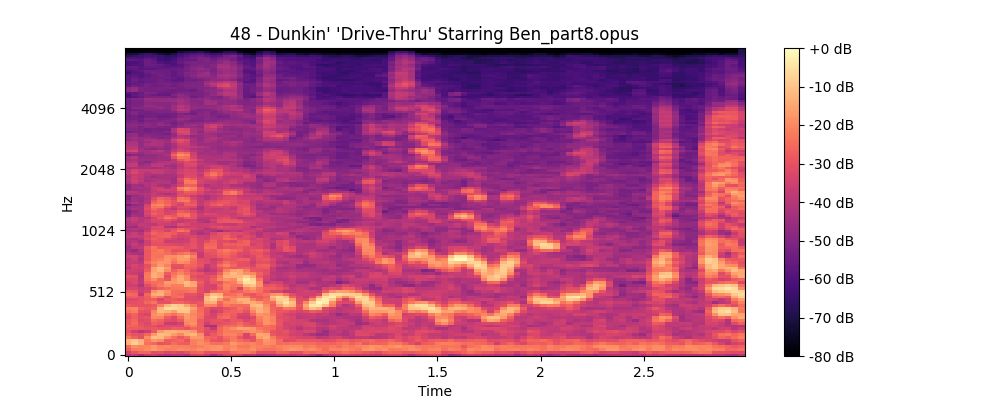 48 - Dunkin' 'Drive-Thru' Starring Ben_part8.opus
+0 dB
4096
-10 dB
-20 dB
2048
-30 dB
Hz
1024
-40 dB
-50 dB
512
-60 dB
-70 dB
0
-80 dB
0 0.5 1 1.5 2 2.5
Time